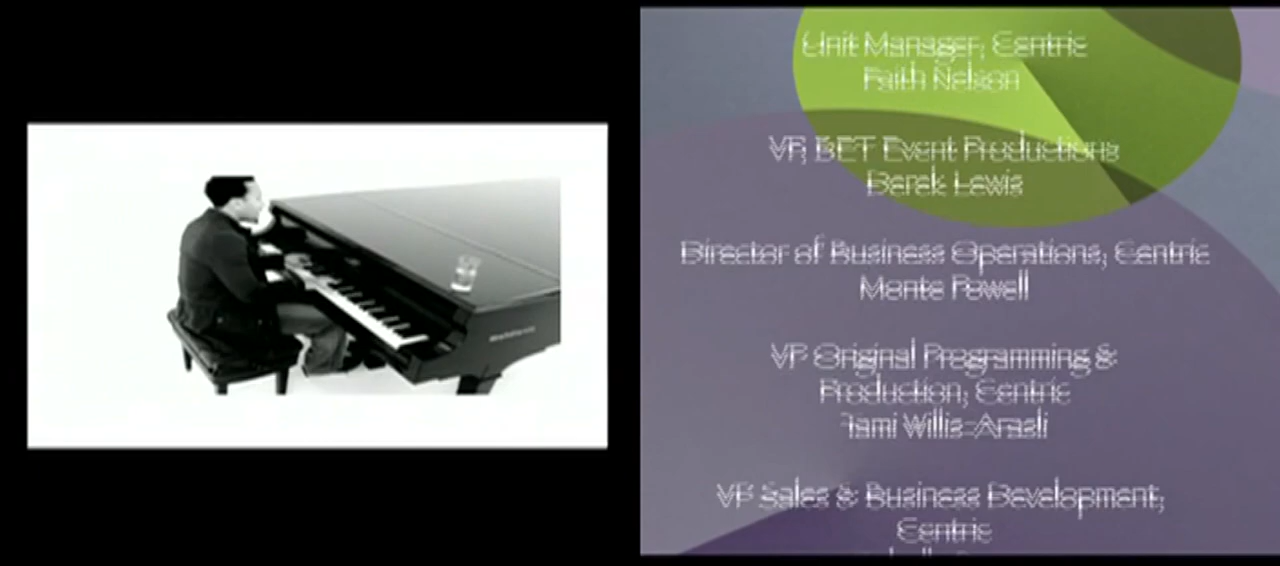 Unit Manager, Centric
Faith Nelson
VP, BET Event Productions
Derek Lewis
Director of Business Operations, Centric
Monte Powell
VP Original Programming &
Production, Centric
Tami Willis-Arasli
VP Sales & Business Development,
Centric